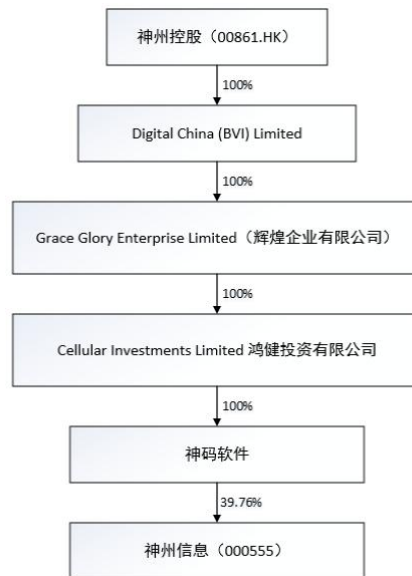 神州控股（00861.HK）
100%
Digital China (BVI) Limited
100%
Grace Glory Enterprise Limited（辉煌企业有限公司）
100%
Cellular Investments Limited 鸿健投资有限公司
100%
神码软件
39.76%
神州信息（000555）